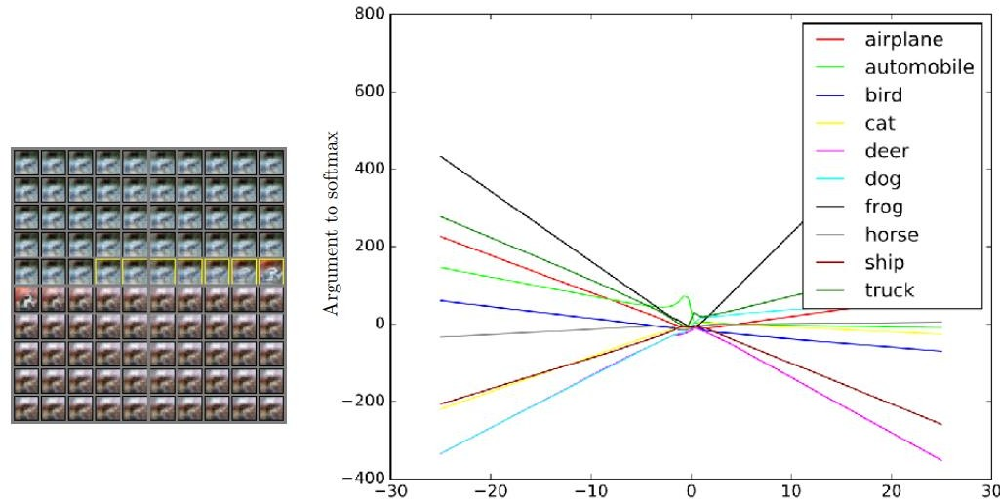 800
600
400
200
0
−200
−400
Argument to softmax
airplane
automobile
bird
cat
deer
dog
frog
horse
ship
truck
−30 −20 −10 0 10 20 30